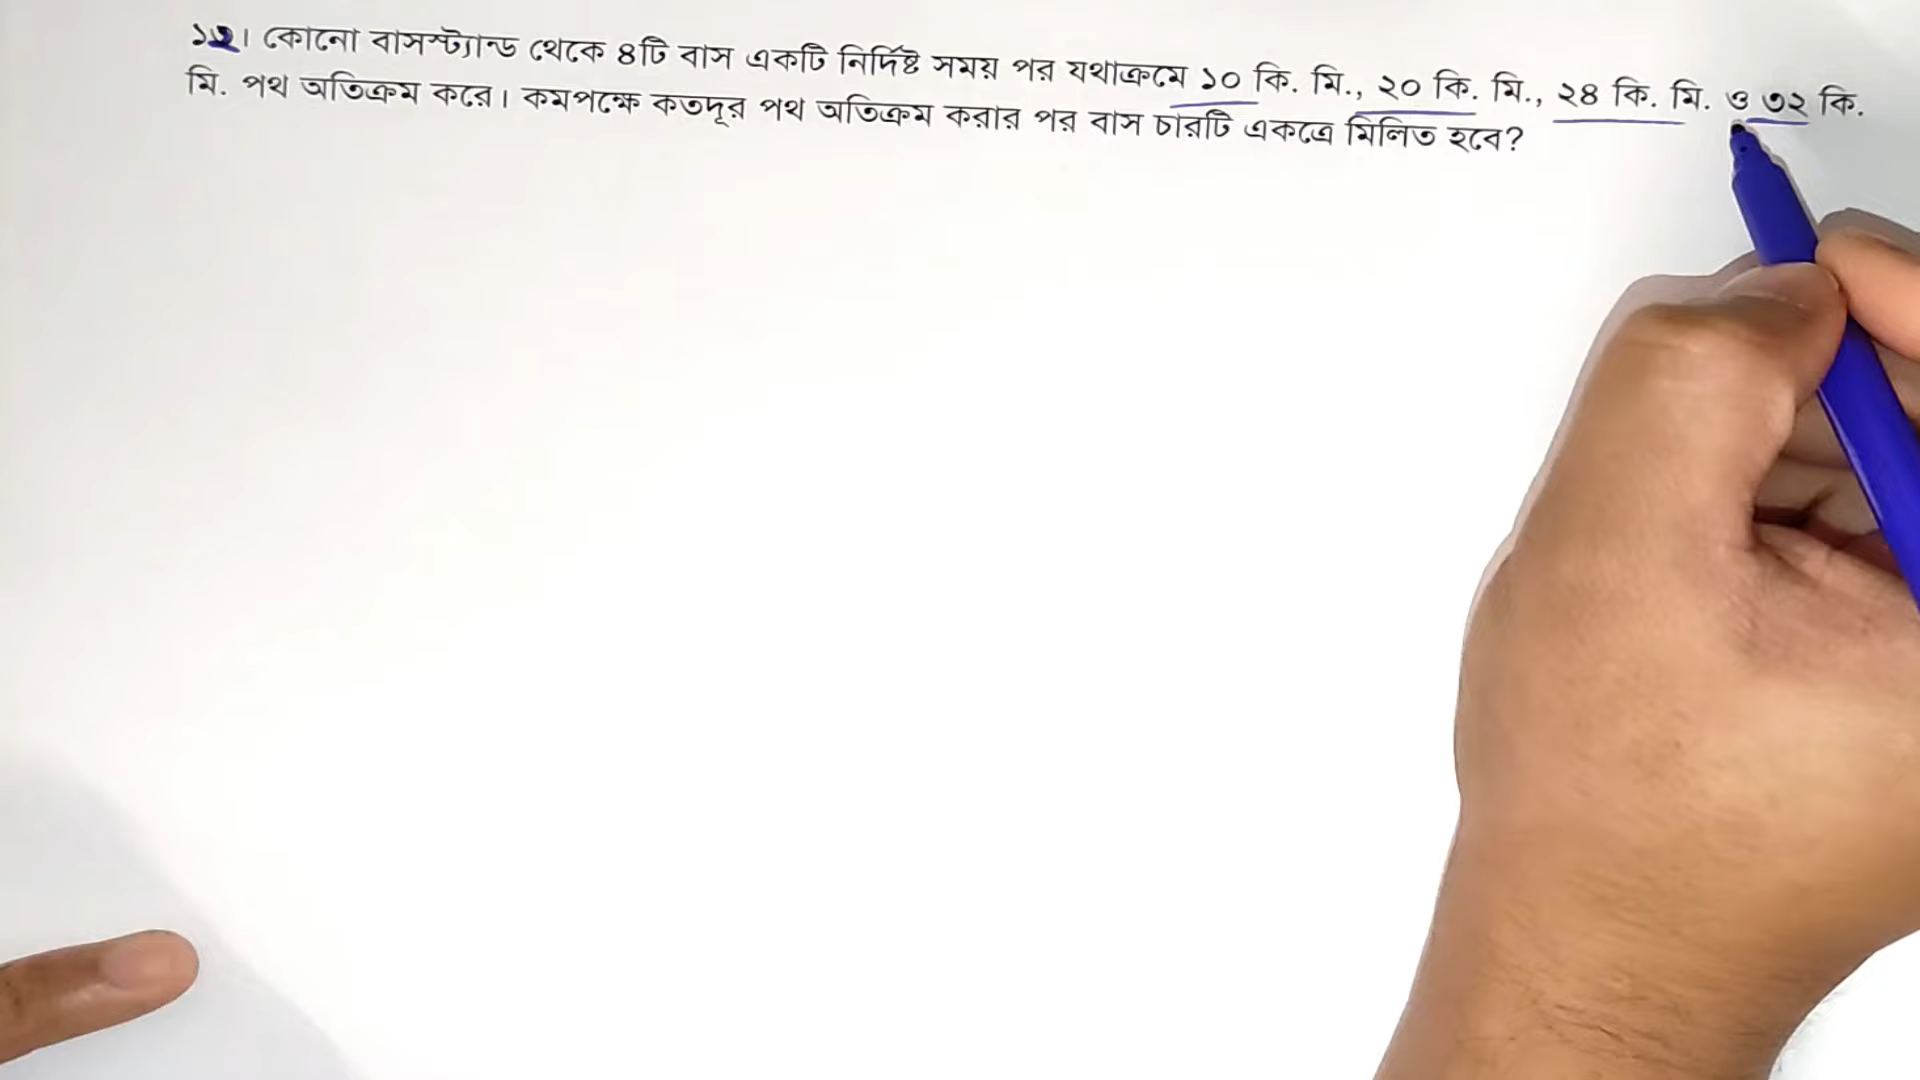 ১২। কোনো বাসস্ট্যান্ড থেকে ৪টি বাস একটি নির্দিষ্ট সময় পর যথাক্রমে ১০ কি. মি., ২০ কি. মি., ২৪ কি. মি. ও ৩২ কি.
মি. পথ অতিক্রম করে। কমপক্ষে কতদূর পথ অতিক্রম করার পর বাস চারটি একত্রে মিলিত হবে?